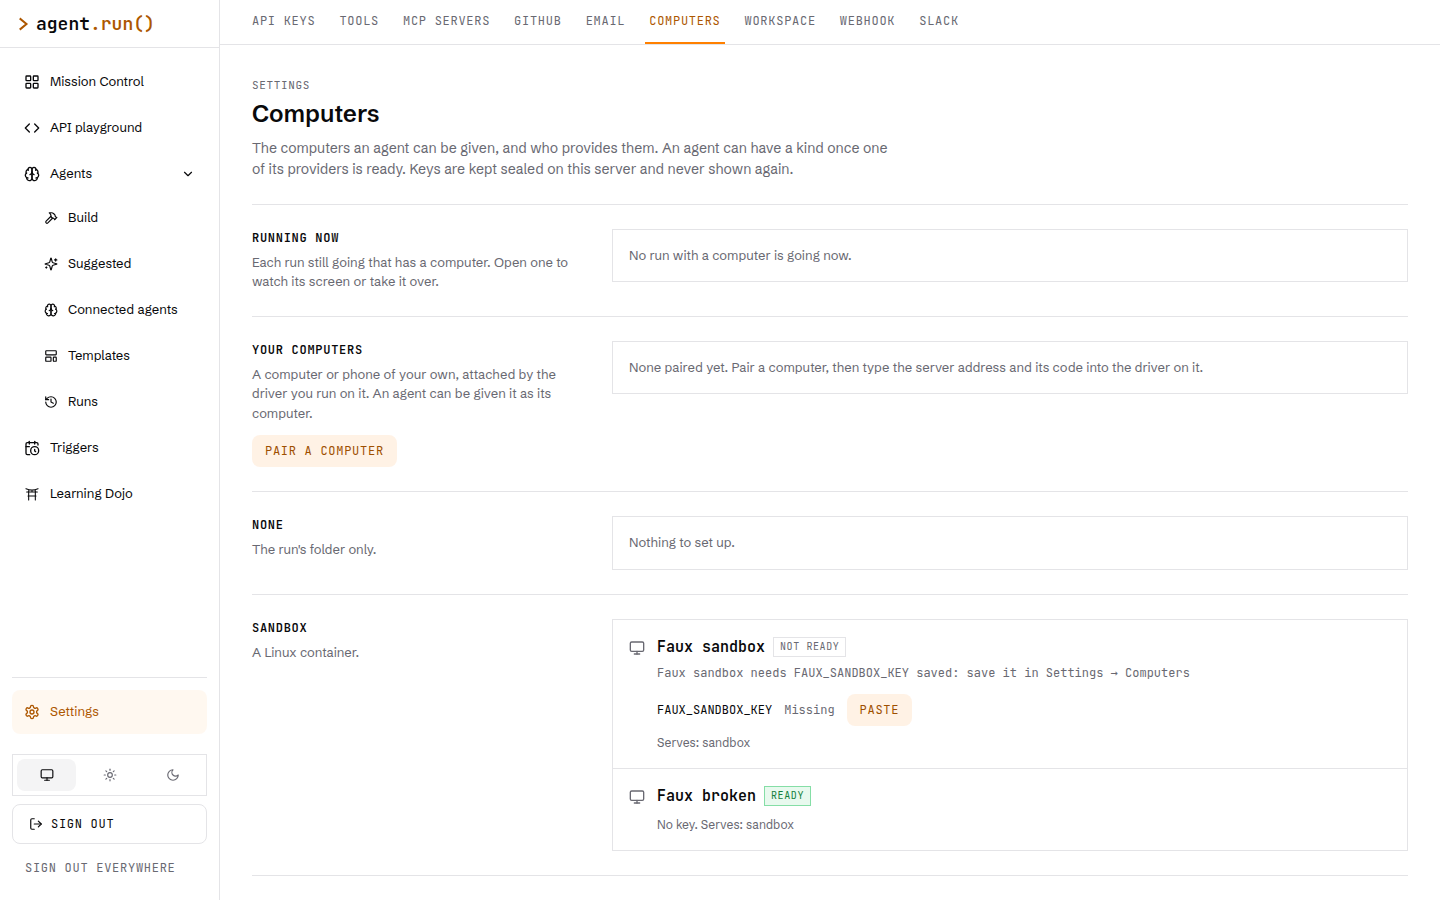 agent.run()
Mission Control
API playground
Agents
Build
Suggested
Connected agents
Templates
Runs
Triggers
Learning Dojo
Settings
SIGN OUT
SIGN OUT EVERYWHERE
API KEYS TOOLS MCP SERVERS GITHUB EMAIL COMPUTERS WORKSPACE WEBHOOK SLACK
SETTINGS
Computers
The computers an agent can be given, and who provides them. An agent can have a kind once one
of its providers is ready. Keys are kept sealed on this server and never shown again.
RUNNING NOW
Each run still going that has a computer. Open one to
watch its screen or take it over.
No run with a computer is going now.
YOUR COMPUTERS
A computer or phone of your own, attached by the
driver you run on it. An agent can be given it as its
computer.
PAIR A COMPUTER
None paired yet. Pair a computer, then type the server address and its code into the driver on it.
NONE
The run's folder only.
Nothing to set up.
SANDBOX
A Linux container.
Faux sandbox NOT READY
Faux sandbox needs FAUX_SANDBOX_KEY saved: save it in Settings → Computers
FAUX_SANDBOX_KEY Missing PASTE
Serves: sandbox
Faux broken READY
No key. Serves: sandbox